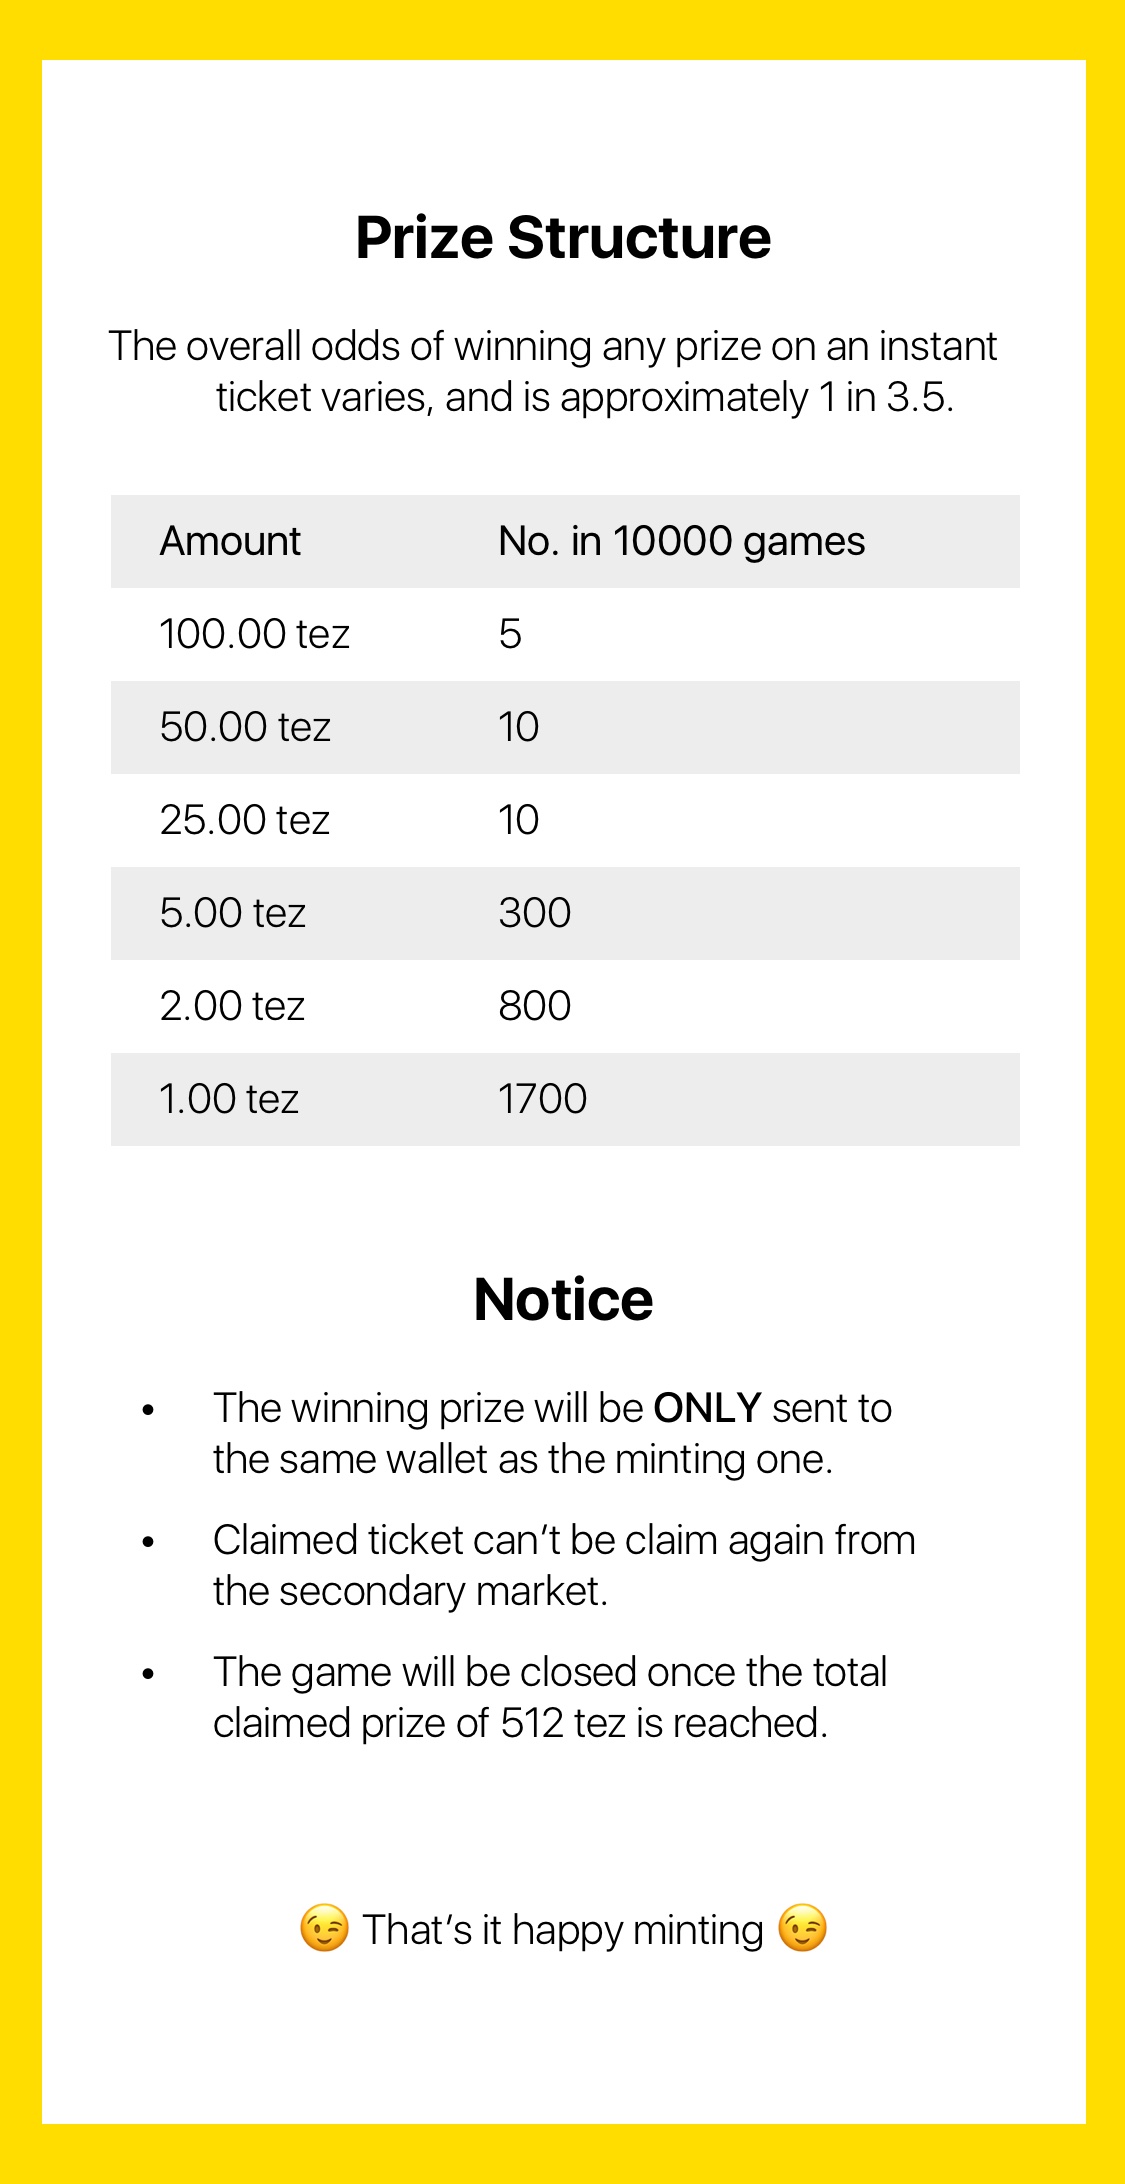 Prize Structure
The overall odds of winning any prize on an instant
ticket varies, and is approximately 1 in 3.5.
Amount No. in 10000 games
100.00 tez 5
50.00 tez 10
25.00 tez 10
5.00 tez 300
2.00 tez 800
1.00 tez 1700
Notice
• The winning prize will be ONLY sent to
the same wallet as the minting one.
• Claimed ticket can’t be claim again from
the secondary market.
• The game will be closed once the total
claimed prize of 512 tez is reached.
😉 That’s it happy minting 😉